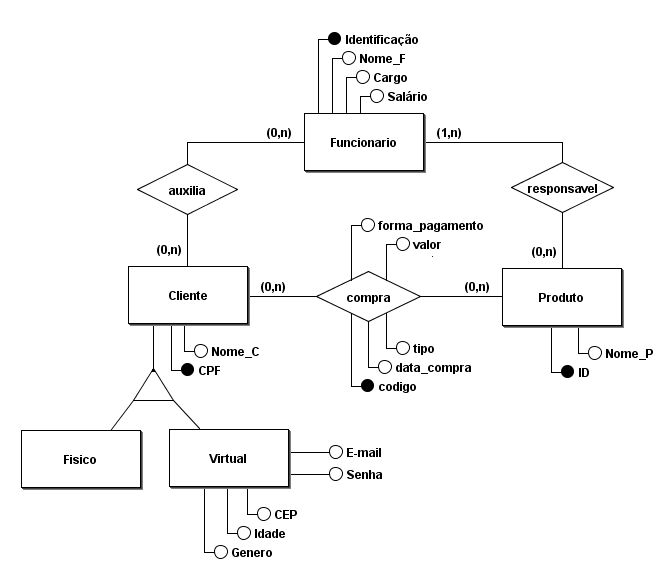 Identificação
Nome_F
Cargo
Salário
(0,n)
Funcionario
(1,n)
auxilia
responsavel
forma_pagamento
valor
(0,n)
(0,n)
Cliente
(0,n)
compra
(0,n)
Produto
Nome_C
CPF
tipo
data_compra
codigo
Nome_P
ID
Fisico
Virtual
E-mail
Senha
CEP
Idade
Genero